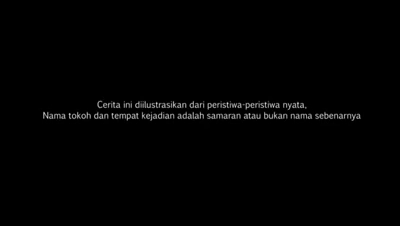 Cerita ini diilustrasikan dari peristiwa-peristiwa nyata,
Nama tokoh dan tempat kejadian adalah samaran atau bukan nama sebenarnya